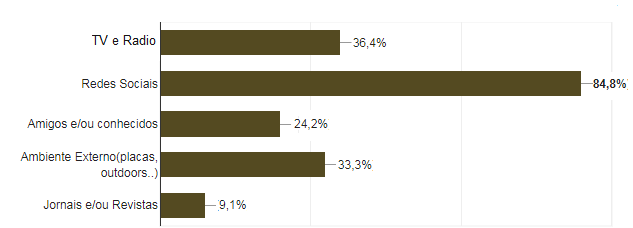 TV e Radio 36,4%
Redes Sociais 84,8%
Amigos e/ou conhecidos 24,2%
Ambiente Externo(placas,
outdoors..) 33,3%
Jornais e/ou Revistas 9,1%